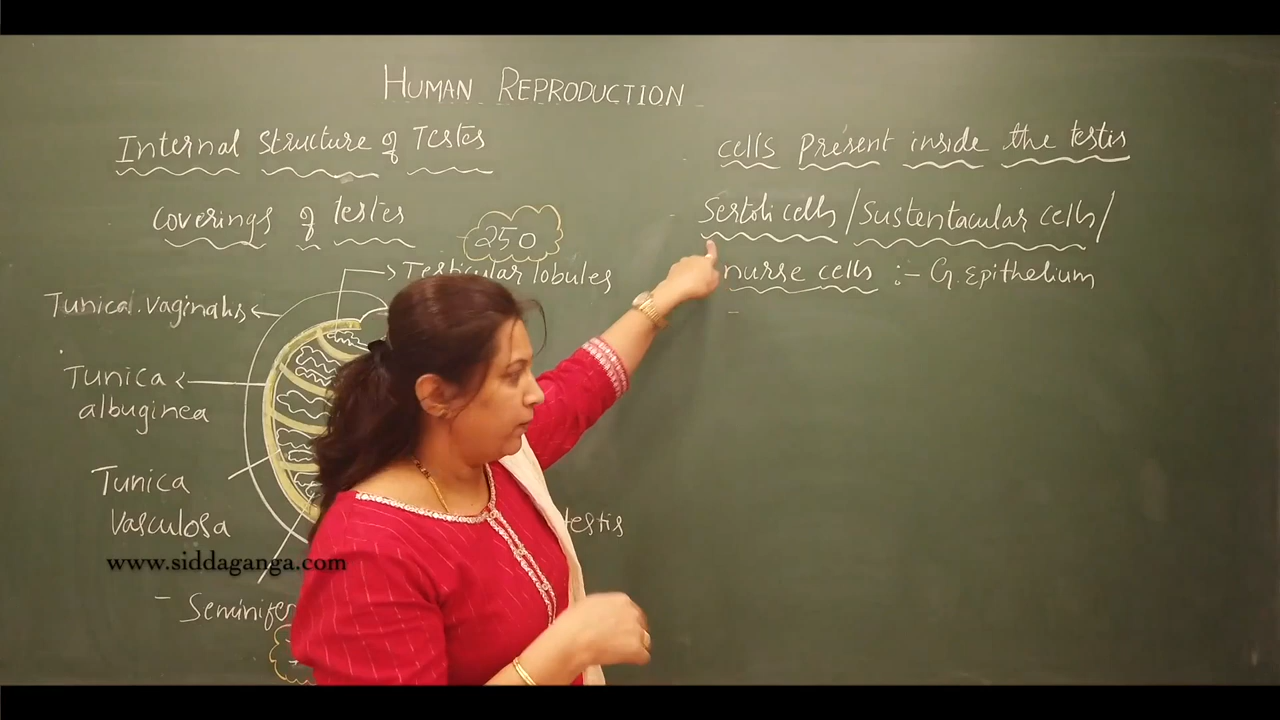 HUMAN REPRODUCTION
Internal Structure of Testes
coverings of testes
250
Testicular lobules
Tunica.vaginalis
Tunica
albuginea
Tunica
Vasculosa
testis
www.siddaganga.com
cells Present inside the testis
Sertoli cells / Sustentacular cells /
nurse cells :- G. Epithelium